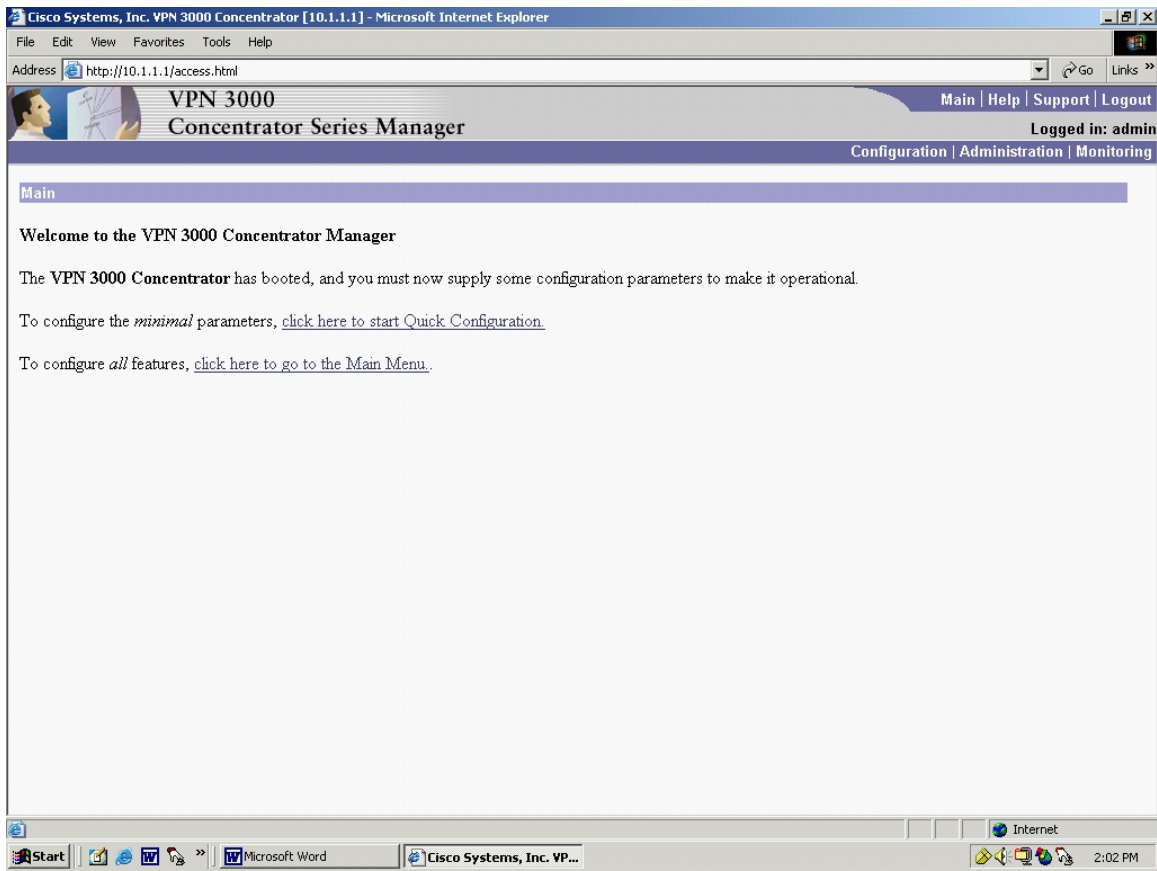 Cisco Systems, Inc. VPN 3000 Concentrator [10.1.1.1] - Microsoft Internet Explorer
File Edit View Favorites Tools Help
Address http://10.1.1.1/access.html Go Links »
VPN 3000
Concentrator Series Manager
Main | Help | Support | Logout
Logged in: admin
Configuration | Administration | Monitoring
Main
Welcome to the VPN 3000 Concentrator Manager
The VPN 3000 Concentrator has booted, and you must now supply some configuration parameters to make it operational.
To configure the minimal parameters, click here to start Quick Configuration.
To configure all features, click here to go to the Main Menu..
Internet
Start » Microsoft Word Cisco Systems, Inc. VP... 2:02 PM